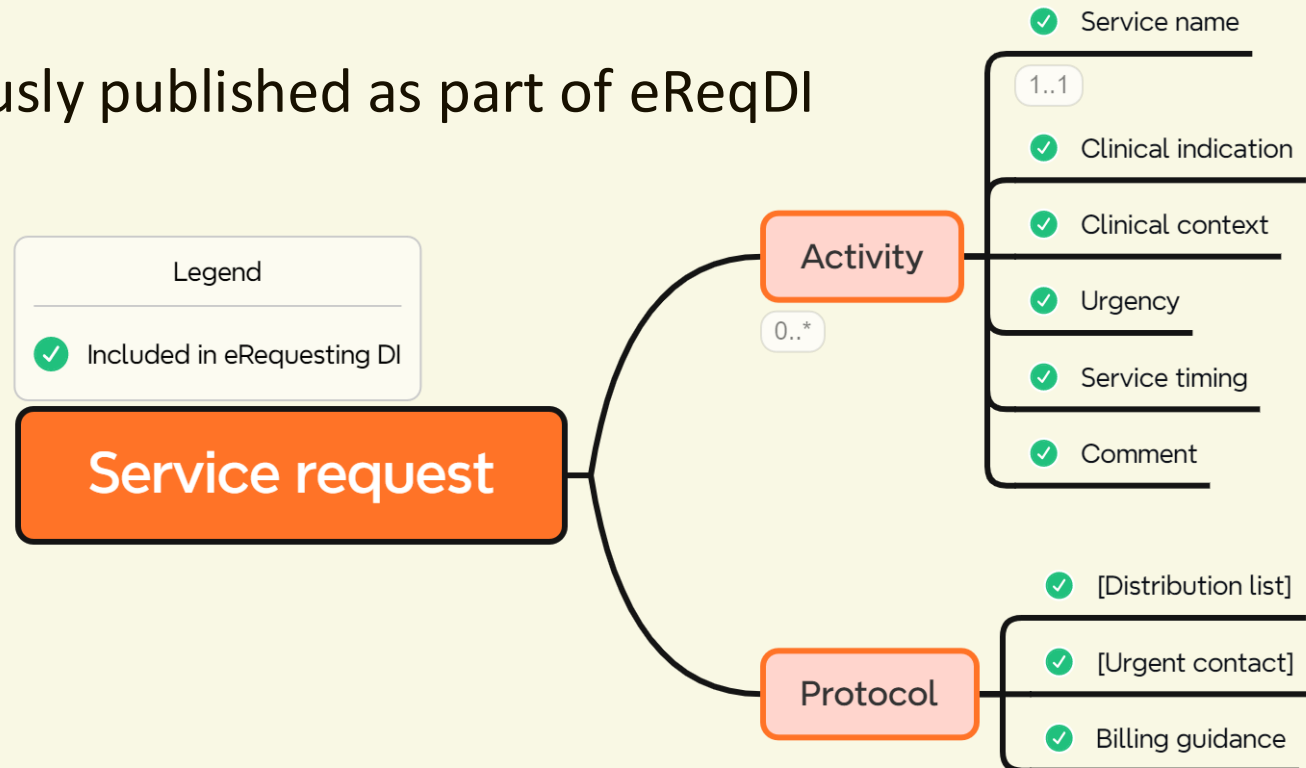 usly published as part of eReqDI
Legend
Included in eRequesting DI
Service request
Activity
0..*
Service name
1..1
Clinical indication
Clinical context
Urgency
Service timing
Comment
Protocol
[Distribution list]
[Urgent contact]
Billing guidance